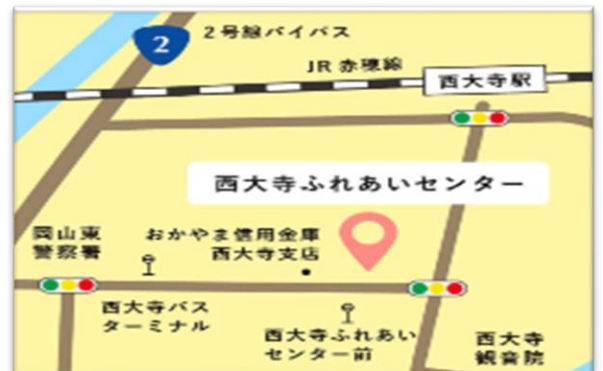 2
2号線バイパス
JR赤穂線
西大寺駅
西大寺ふれあいセンター
岡山東
警察署
おかやま信用金庫
西大寺支店
西大寺バス
ターミナル
西大寺ふれあい
センター前
西大寺
観音院